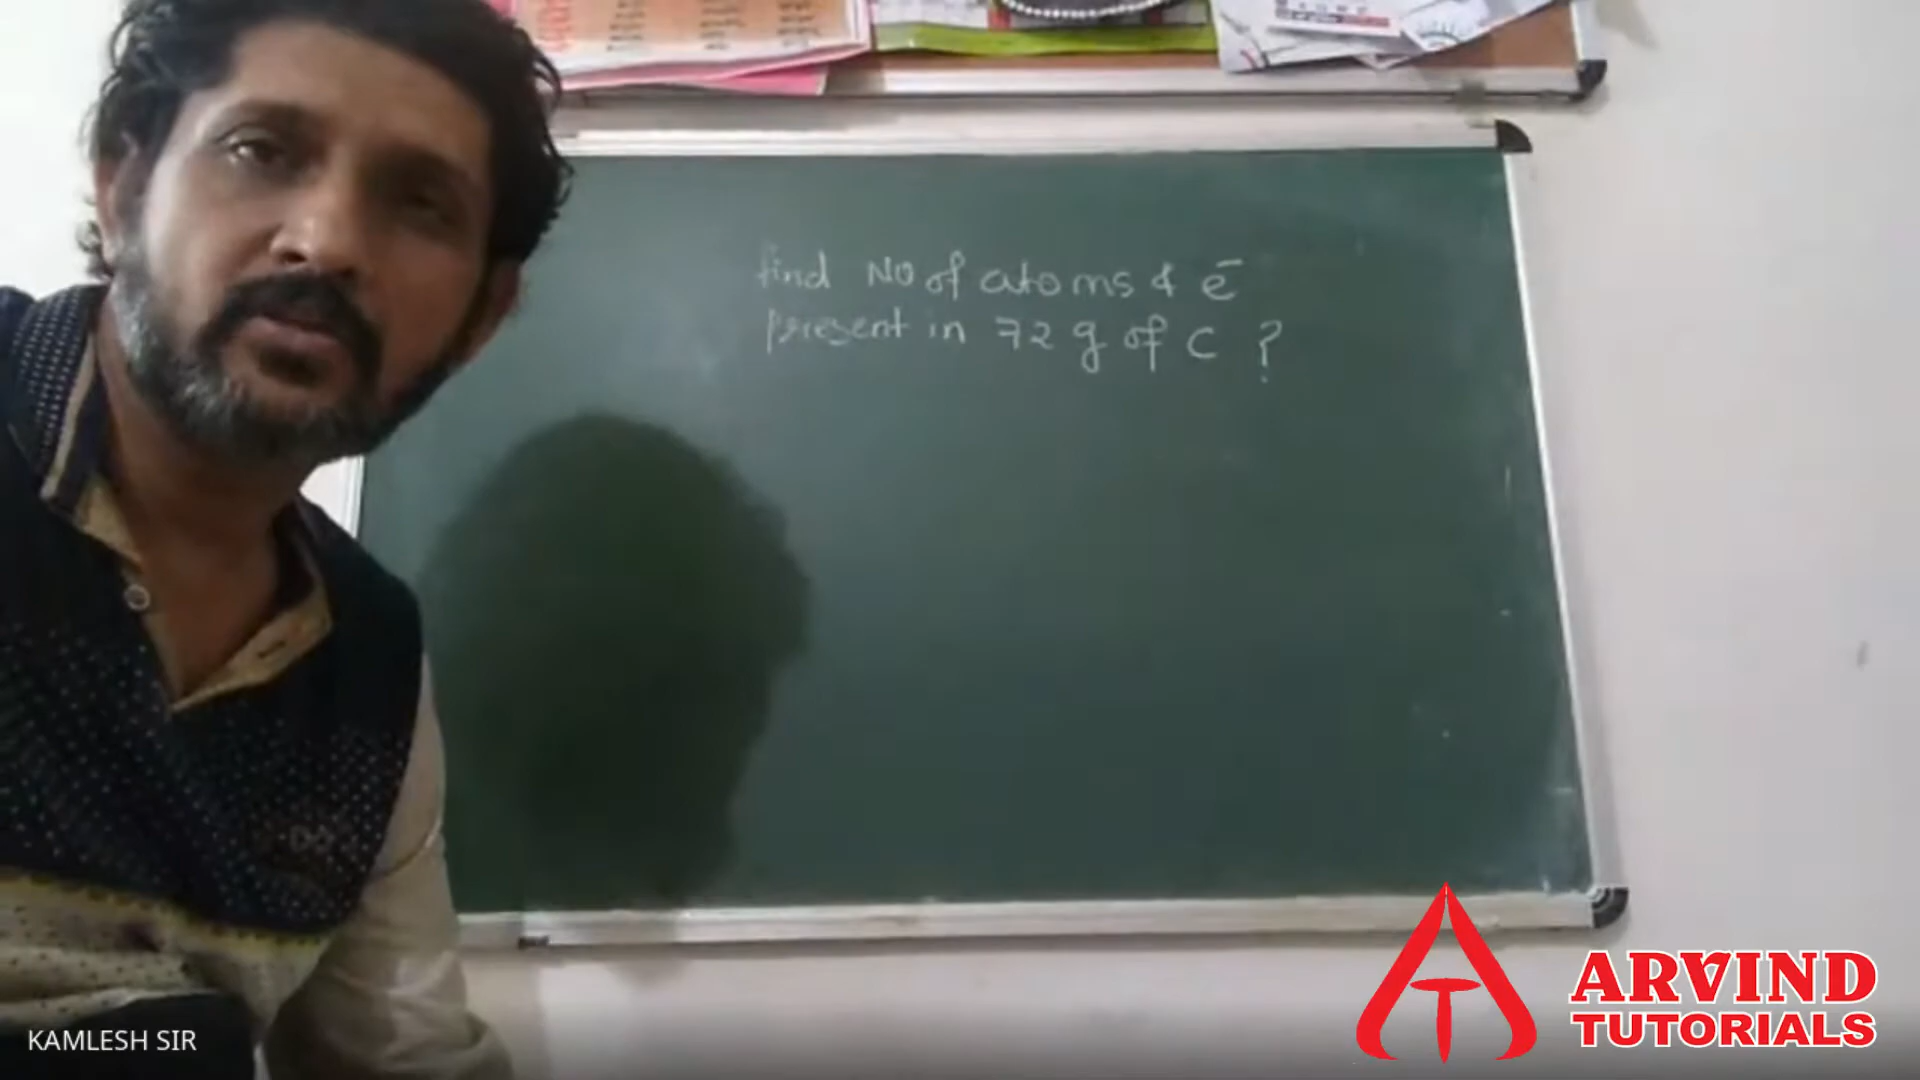 find No of atoms & ē
present in 72 g of C ?
KAMLESH SIR
ARVIND
TUTORIALS